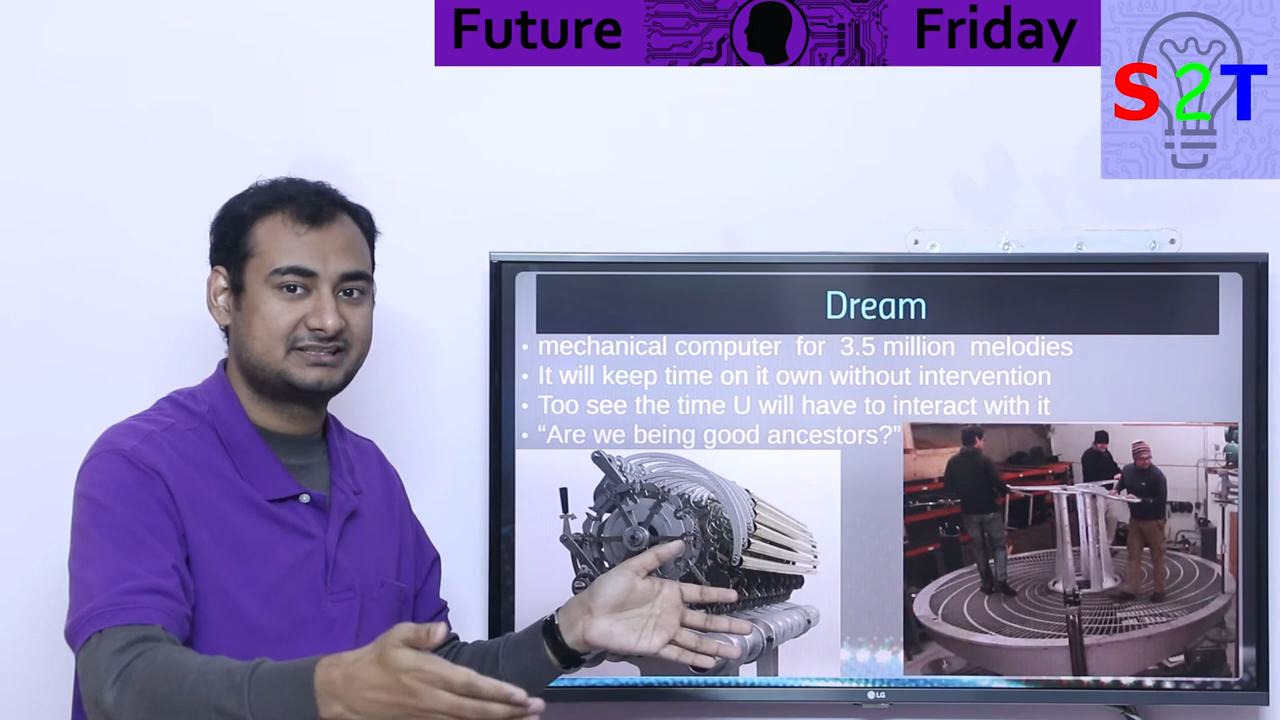 Future Friday
S2T
Dream
• mechanical computer for 3.5 million melodies
• It will keep time on it own without intervention
• Too see the time U will have to interact with it
• “Are we being good ancestors?”
LG